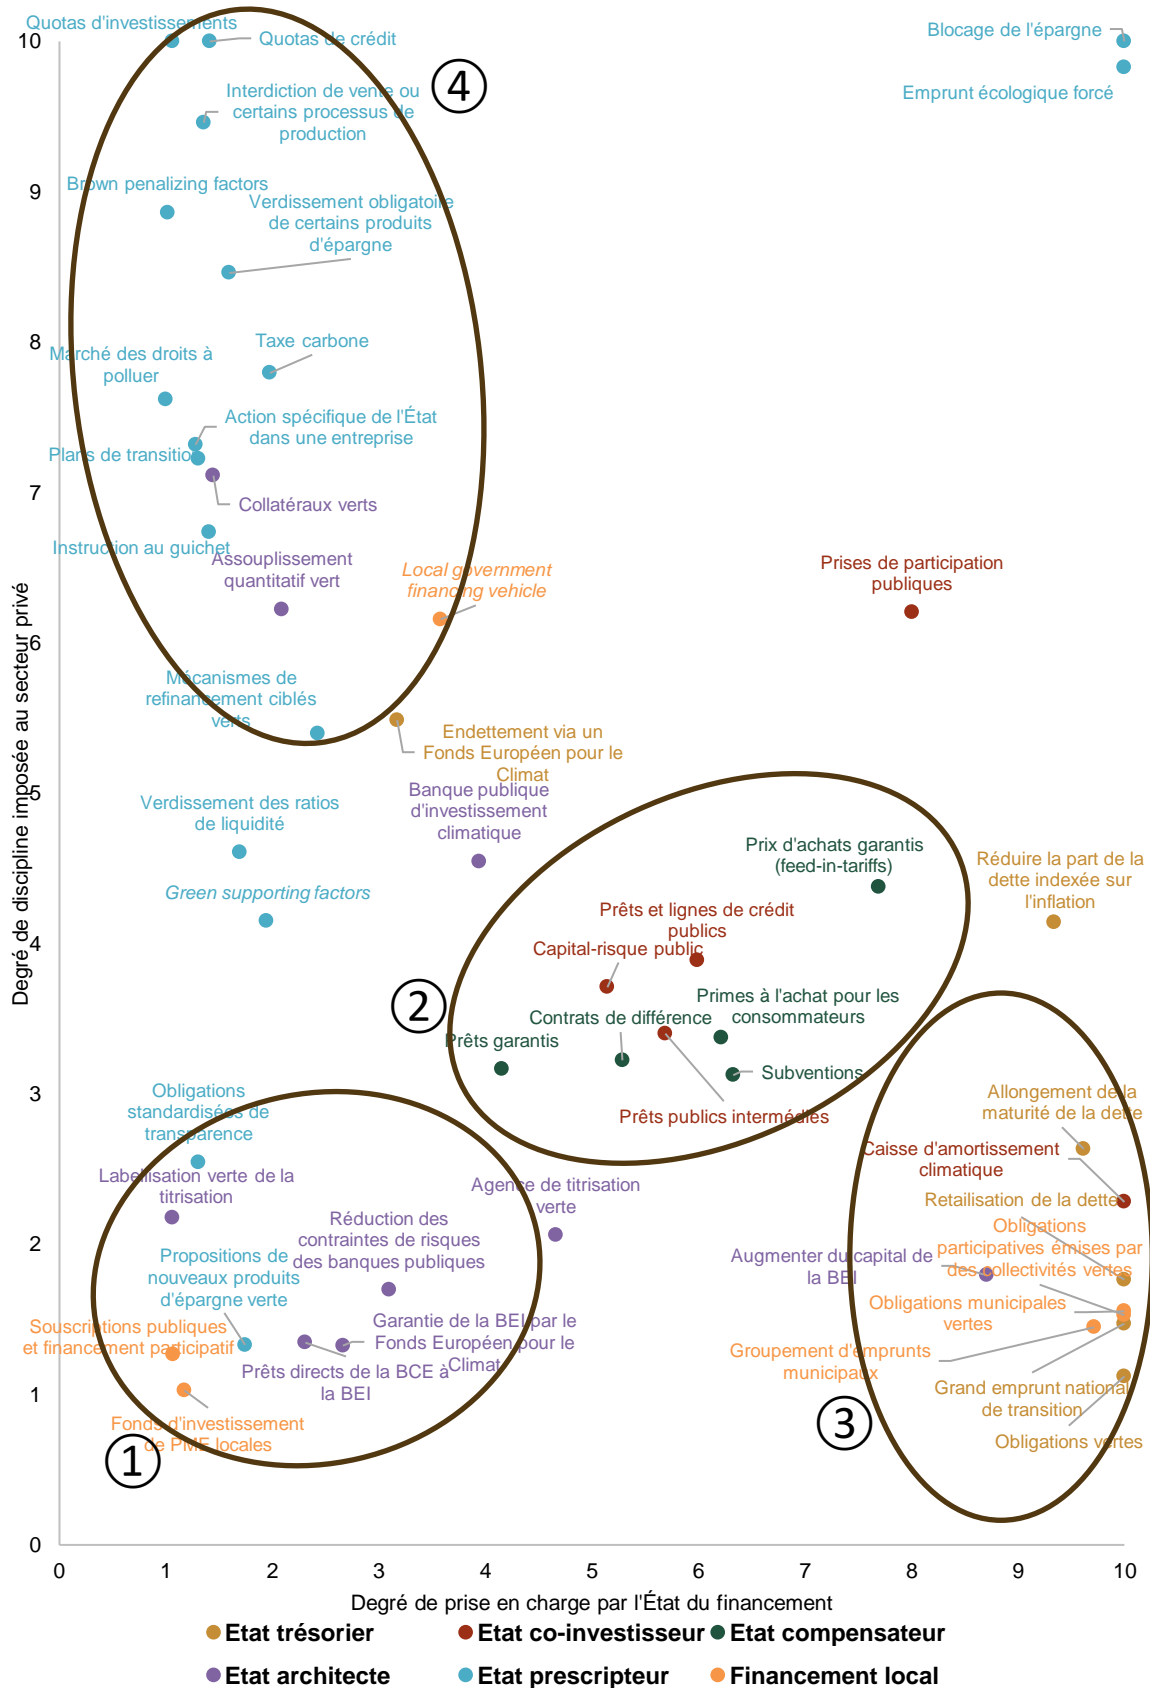 Quotas d'investissements
Quotas de crédit
Blocage de l'épargne
Emprunt écologique forcé
4
Interdiction de vente ou
certains processus de
production
Brown penalizing factors
Verdissement obligatoire
de certains produits
d'épargne
Taxe carbone
Marché des droits à
polluer
Action spécifique de l'État
dans une entreprise
Plans de transition
Collatéraux verts
Instruction au guichet
Assouplissement
quantitatif vert
Local government
financing vehicle
Prises de participation
publiques
Mécanismes de
refinancement ciblés
verts
Endettement via un
Fonds Européen pour le
Climat
Banque publique
d'investissement
climatique
Verdissement des ratios
de liquidité
Green supporting factors
Prix d'achats garantis
(feed-in-tariffs)
Réduire la part de la
dette indexée sur
l'inflation
Prêts et lignes de crédit
publics
Capital-risque public
2
Contrats de différence
Primes à l'achat pour les
consommateurs
Prêts garantis
Subventions
Prêts publics intermédiés
Obligations
standardisées de
transparence
Labellisation verte de la
titrisation
Agence de titrisation
verte
Réduction des
contraintes de risques
des banques publiques
Propositions de
nouveaux produits
d'épargne verte
Souscriptions publiques
et financement participatif
Garantie de la BEI par le
Fonds Européen pour le
Climat
Prêts directs de la BCE à
la BEI
Fonds d'investissement
de PME locales
1
Allongement de la
maturité de la dette
Caisse d'amortissement
climatique
Retailisation de la dette
Obligations
participatives émises par
des collectivités vertes
Augmenter du capital de
la BEI
Obligations municipales
vertes
Groupement d'emprunts
municipaux
Grand emprunt national
de transition
Obligations vertes
3
Degré de discipline imposée au secteur privé
10
9
8
7
6
5
4
3
2
1
0
0 1 2 3 4 5 6 7 8 9 10
Degré de prise en charge par l'État du financement
Etat trésorier Etat co-investisseur Etat compensateur
Etat architecte Etat prescripteur Financement local